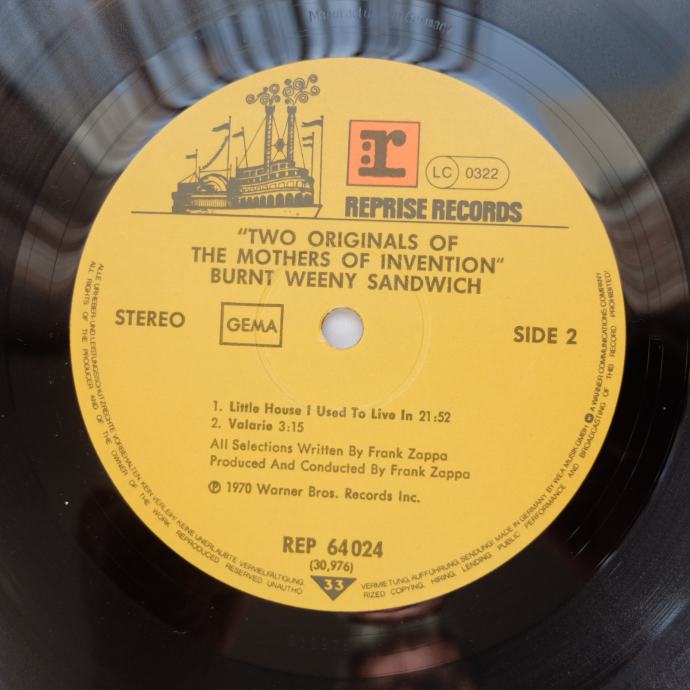 Manufactured in Germany
r
LC 0322
REPRISE RECORDS
"TWO ORIGINALS OF
THE MOTHERS OF INVENTION"
BURNT WEENY SANDWICH
STEREO GEMA SIDE 2
1. Little House I Used To Live In 21:52
2. Valarie 3:15
All Selections Written By Frank Zappa
Produced And Conducted By Frank Zappa
℗ 1970 Warner Bros. Records Inc.
REP 64024
(30,976)
33
ALLE URHEBER- UND LEISTUNGSSCHUTZRECHTE VORBEHALTEN. KEIN VERLEIH! KEINE UNERLAUBTE VERVIELFÄLTIGUNG, VERMIETUNG, AUFFÜHRUNG, SENDUNG! MADE IN GERMANY BY WEA MUSIK GMBH A WARNER COMMUNICATIONS COMPANY
ALL RIGHTS OF THE PRODUCER AND OF THE OWNER OF THE WORK REPRODUCED RESERVED UNAUTHORIZED COPYING, HIRING, LENDING PUBLIC PERFORMANCE AND BROADCASTING OF THIS RECORD PROHIBITED!